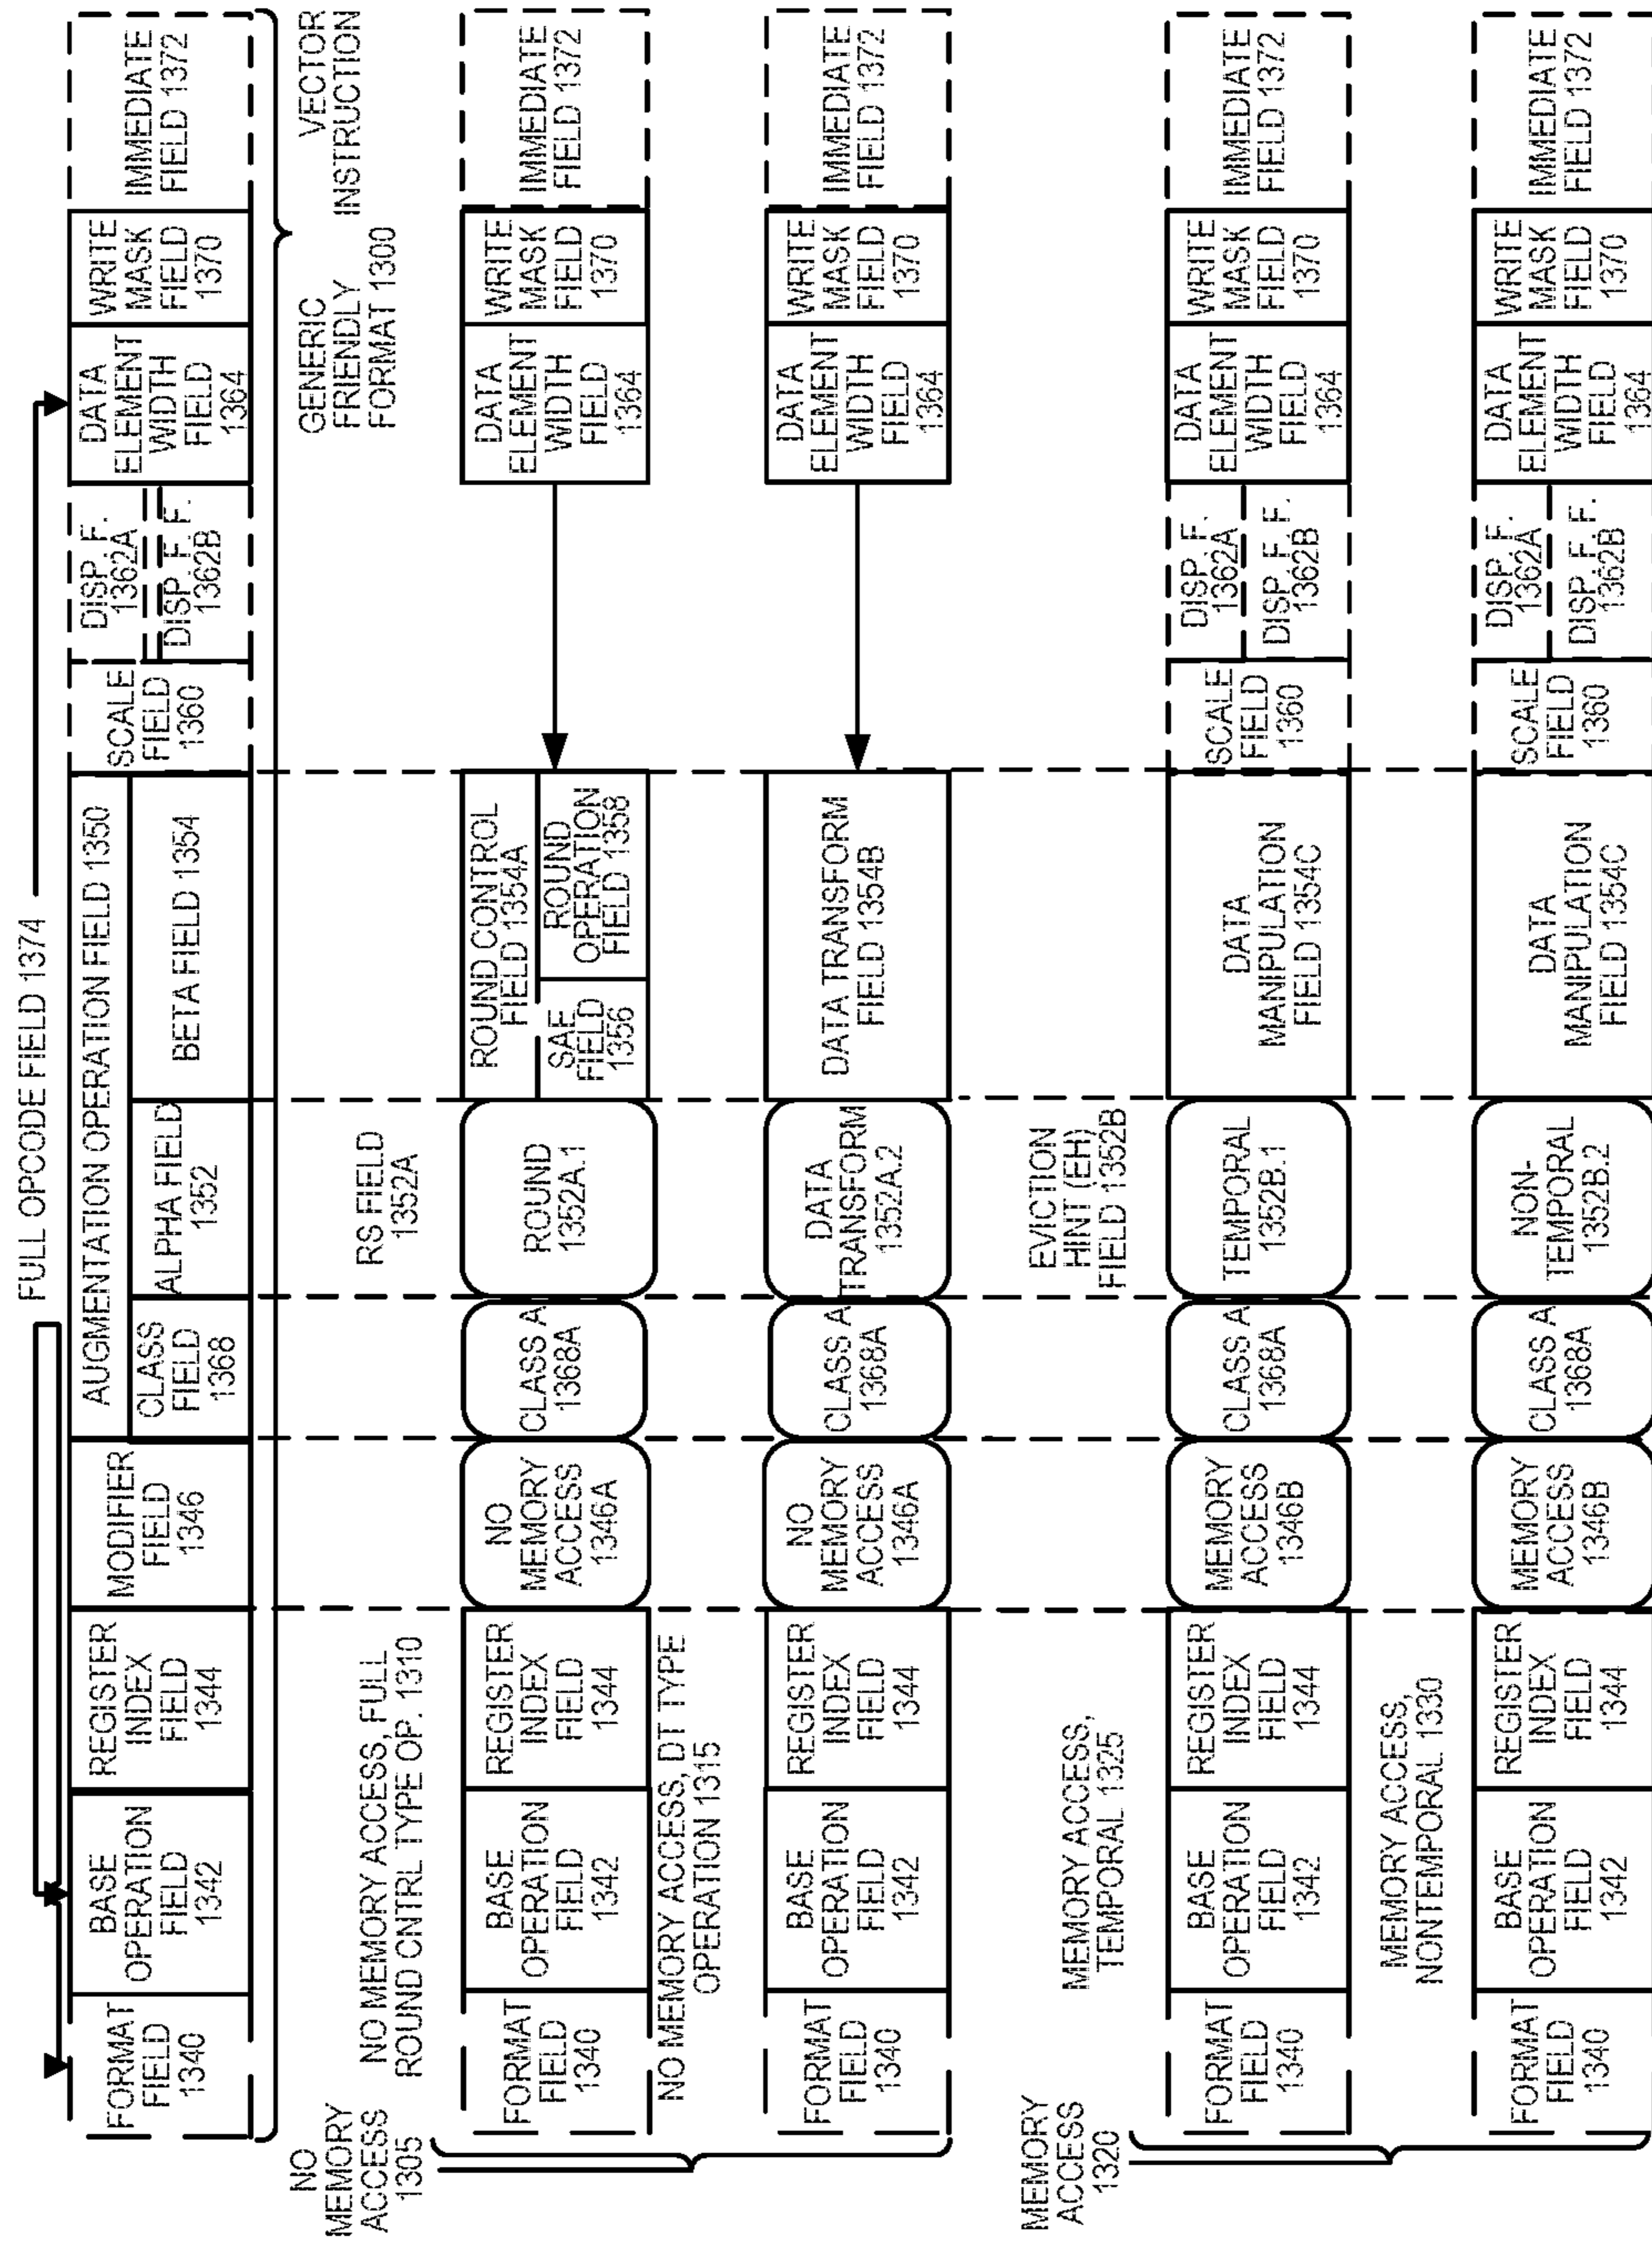 FULL OPCODE FIELD 1374
FORMAT
FIELD
1340
BASE
OPERATION
FIELD
1342
REGISTER
INDEX
FIELD
1344
MODIFIER
FIELD
1346
AUGMENTATION OPERATION FIELD 1350
CLASS
FIELD
1368
ALPHA FIELD
1352
BETA FIELD 1354
SCALE
FIELD
1360
DISP. F.
1362A
DISP. F. F.
1362B
DATA
ELEMENT
WIDTH
FIELD
1364
WRITE
MASK
FIELD
1370
IMMEDIATE
FIELD 1372
GENERIC VECTOR
FRIENDLY INSTRUCTION
FORMAT 1300
NO
MEMORY
ACCESS
1305
NO MEMORY ACCESS, FULL
ROUND CNTRL TYPE OP. 1310
RS FIELD
1352A
FORMAT
FIELD
1340
BASE
OPERATION
FIELD
1342
REGISTER
INDEX
FIELD
1344
NO
MEMORY
ACCESS
1346A
CLASS A
1368A
ROUND
1352A.1
ROUND CONTROL
FIELD 1354A
SAE
FIELD
1356
ROUND
OPERATION
FIELD 1358
DATA
ELEMENT
WIDTH
FIELD
1364
WRITE
MASK
FIELD
1370
IMMEDIATE
FIELD 1372
NO MEMORY ACCESS, DT TYPE
OPERATION 1315
FORMAT
FIELD
1340
BASE
OPERATION
FIELD
1342
REGISTER
INDEX
FIELD
1344
NO
MEMORY
ACCESS
1346A
CLASS A
1368A
DATA
TRANSFORM
1352A.2
DATA TRANSFORM
FIELD 1354B
DATA
ELEMENT
WIDTH
FIELD
1364
WRITE
MASK
FIELD
1370
IMMEDIATE
FIELD 1372
MEMORY
ACCESS
1320
MEMORY ACCESS,
TEMPORAL 1325
EVICTION
HINT (EH)
FIELD 1352B
FORMAT
FIELD
1340
BASE
OPERATION
FIELD
1342
REGISTER
INDEX
FIELD
1344
MEMORY
ACCESS
1346B
CLASS A
1368A
TEMPORAL
1352B.1
DATA
MANIPULATION
FIELD 1354C
SCALE
FIELD
1360
DISP. F.
1362A
DISP. F. F.
1362B
DATA
ELEMENT
WIDTH
FIELD
1364
WRITE
MASK
FIELD
1370
IMMEDIATE
FIELD 1372
MEMORY ACCESS,
NONTEMPORAL 1330
FORMAT
FIELD
1340
BASE
OPERATION
FIELD
1342
REGISTER
INDEX
FIELD
1344
MEMORY
ACCESS
1346B
CLASS A
1368A
NON-
TEMPORAL
1352B.2
DATA
MANIPULATION
FIELD 1354C
SCALE
FIELD
1360
DISP. F.
1362A
DISP. F. F.
1362B
DATA
ELEMENT
WIDTH
FIELD
1364
WRITE
MASK
FIELD
1370
IMMEDIATE
FIELD 1372